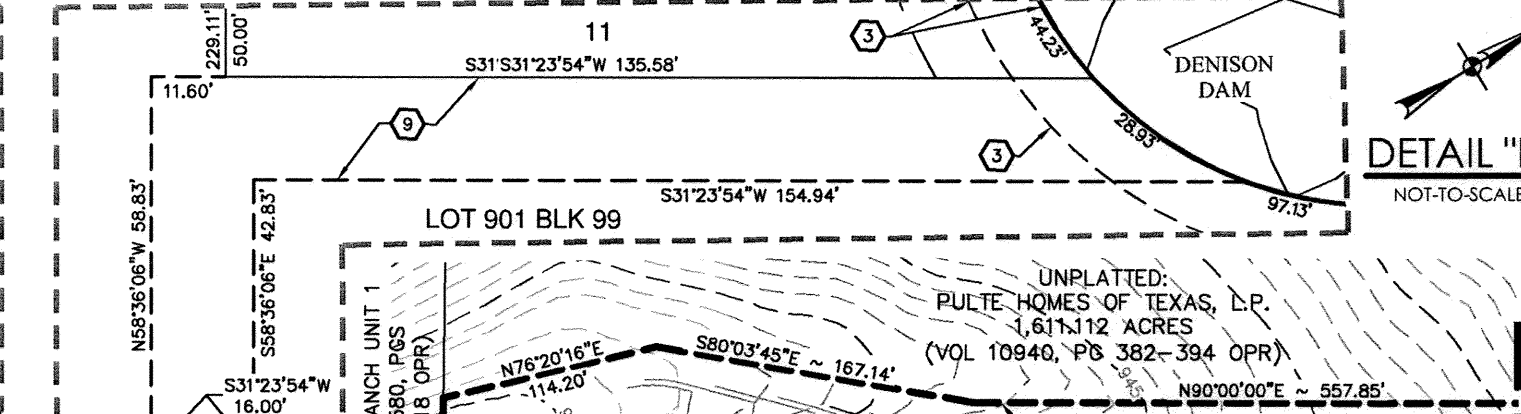 229.11'
50.00'
11
3
44.23'
DENISON
DAM
S31'S31°23'54"W 135.58'
11.60'
9
28.93'
3
DETAIL
NOT-TO-SCALE
N58°36'06"W 58.83'
S58°36'06"E 42.83'
S31°23'54"W 154.94'
97.13'
LOT 901 BLK 99
ANCH UNIT 1
580, PGS
18 OPR)
UNPLATTED:
PULTE HOMES OF TEXAS, L.P.
1,611.112 ACRES
(VOL 10940, PG 382-394 OPR)
N76°20'16"E
114.20'
S80°03'45"E ~ 167.14'
945
N90°00'00"E ~ 557.85'
S31°23'54"W
16.00'